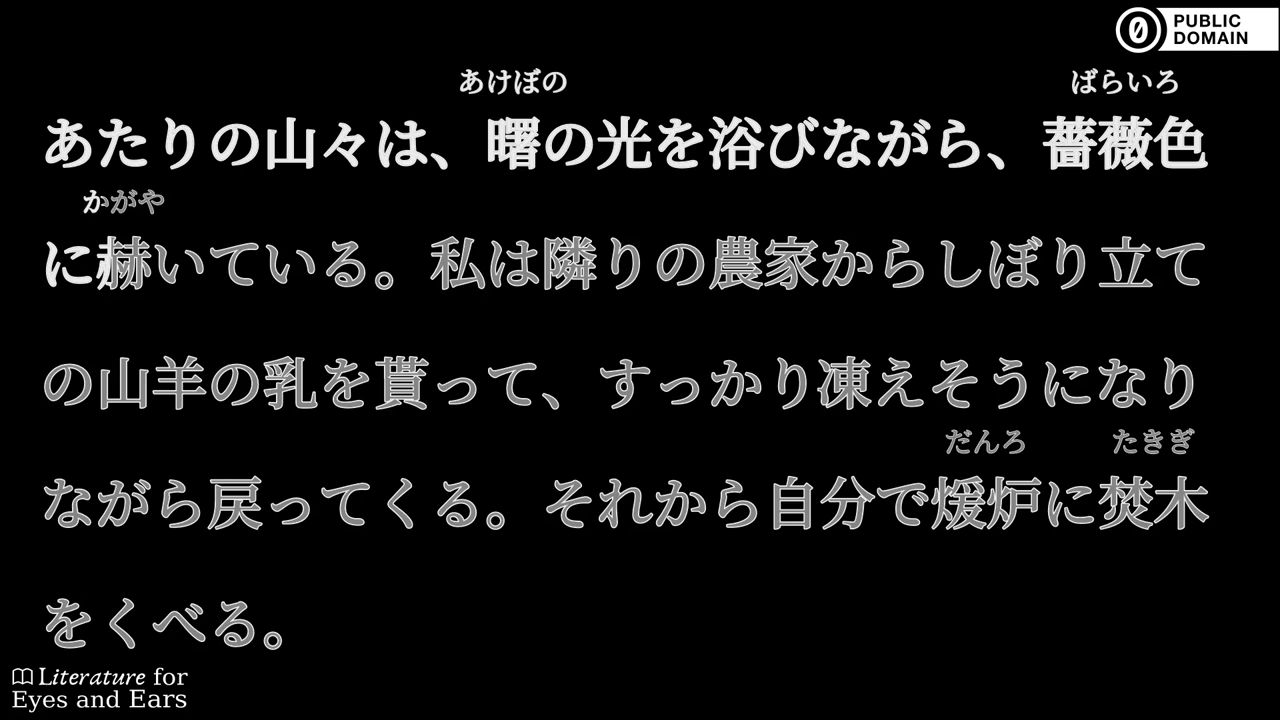 PUBLIC
DOMAIN
あけぼの ばらいろ
あたりの山々は、曙の光を浴びながら、薔薇色
かがや
に赫いている。私は隣りの農家からしぼり立て
の山羊の乳を貰って、すっかり凍えそうになり
だんろ たきぎ
ながら戻ってくる。それから自分で煖炉に焚木
をくべる。
Literature for
Eyes and Ears